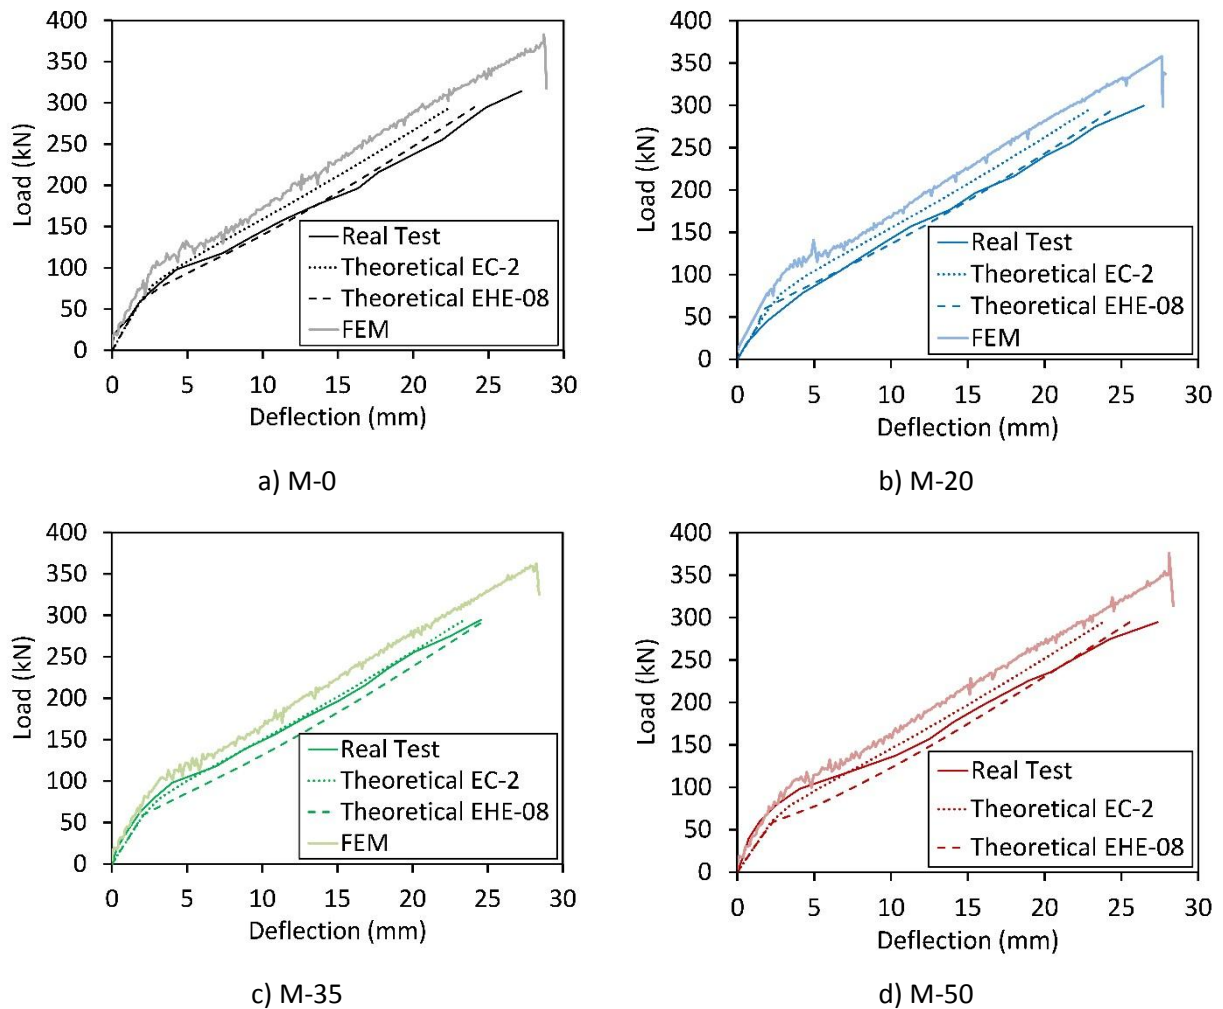 400
350
300
250
200
150
100
50
0
Load (kN)
0 5 10 15 20 25 30
Deflection (mm)
Real Test
Theoretical EC-2
Theoretical EHE-08
FEM
a) M-0
400
350
300
250
200
150
100
50
0
Load (kN)
0 5 10 15 20 25 30
Deflection (mm)
Real Test
Theoretical EC-2
Theoretical EHE-08
FEM
b) M-20
400
350
300
250
200
150
100
50
0
Load (kN)
0 5 10 15 20 25 30
Deflection (mm)
Real Test
Theoretical EC-2
Theoretical EHE-08
FEM
c) M-35
400
350
300
250
200
150
100
50
0
Load (kN)
0 5 10 15 20 25 30
Deflection (mm)
Real Test
Theoretical EC-2
Theoretical EHE-08
d) M-50